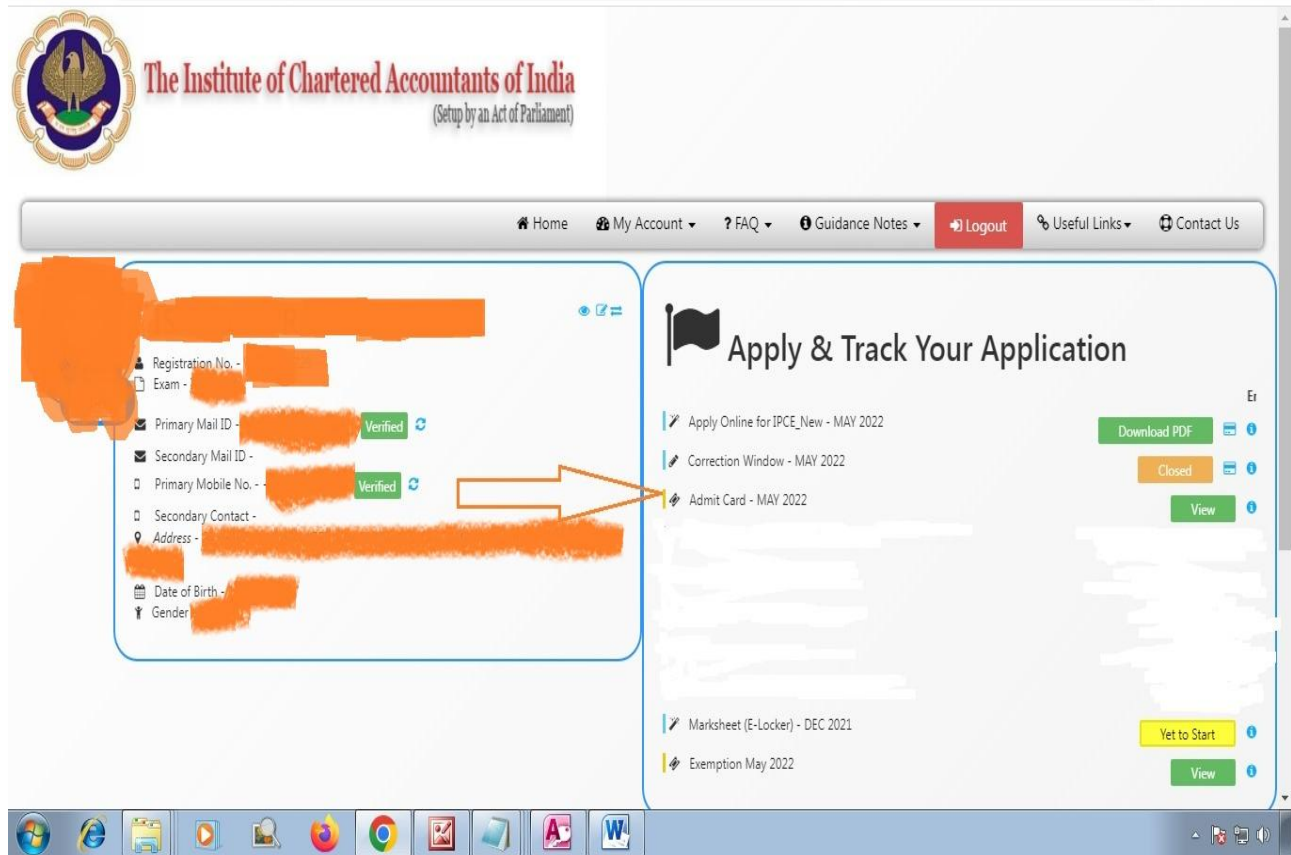 The Institute of Chartered Accountants of India
(Setup by an Act of Parliament)
Home My Account ? FAQ Guidance Notes Logout Useful Links Contact Us
Registration No. -
Exam -
Primary Mail ID - Verified
Secondary Mail ID -
Primary Mobile No. - - Verified
Secondary Contact -
Address -
Date of Birth -
Gender
Apply & Track Your Application
Er
Apply Online for IPCE_New - MAY 2022 Download PDF
Correction Window - MAY 2022 Closed
Admit Card - MAY 2022 View
Marksheet (E-Locker) - DEC 2021 Yet to Start
Exemption May 2022 View